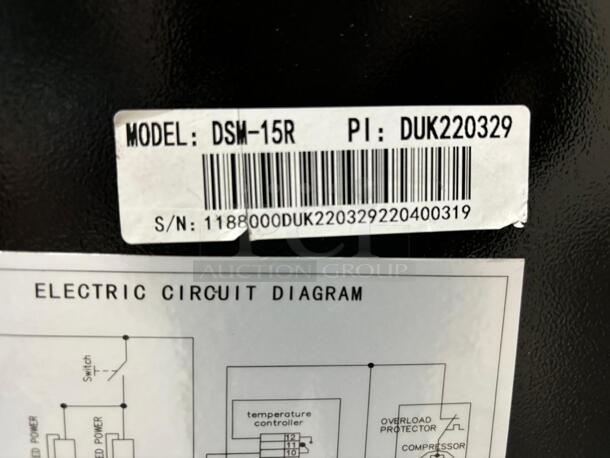 MODEL: DSM-15R PI: DUK220329
S/N: 1188000DUK220329220400319
PCI
AUCTION GROUP
ELECTRIC CIRCUIT DIAGRAM
Switch
temperature
controller
12
11
10
OVERLOAD
PROTECTOR
COMPRESSOR
ED POWER
ED POWER